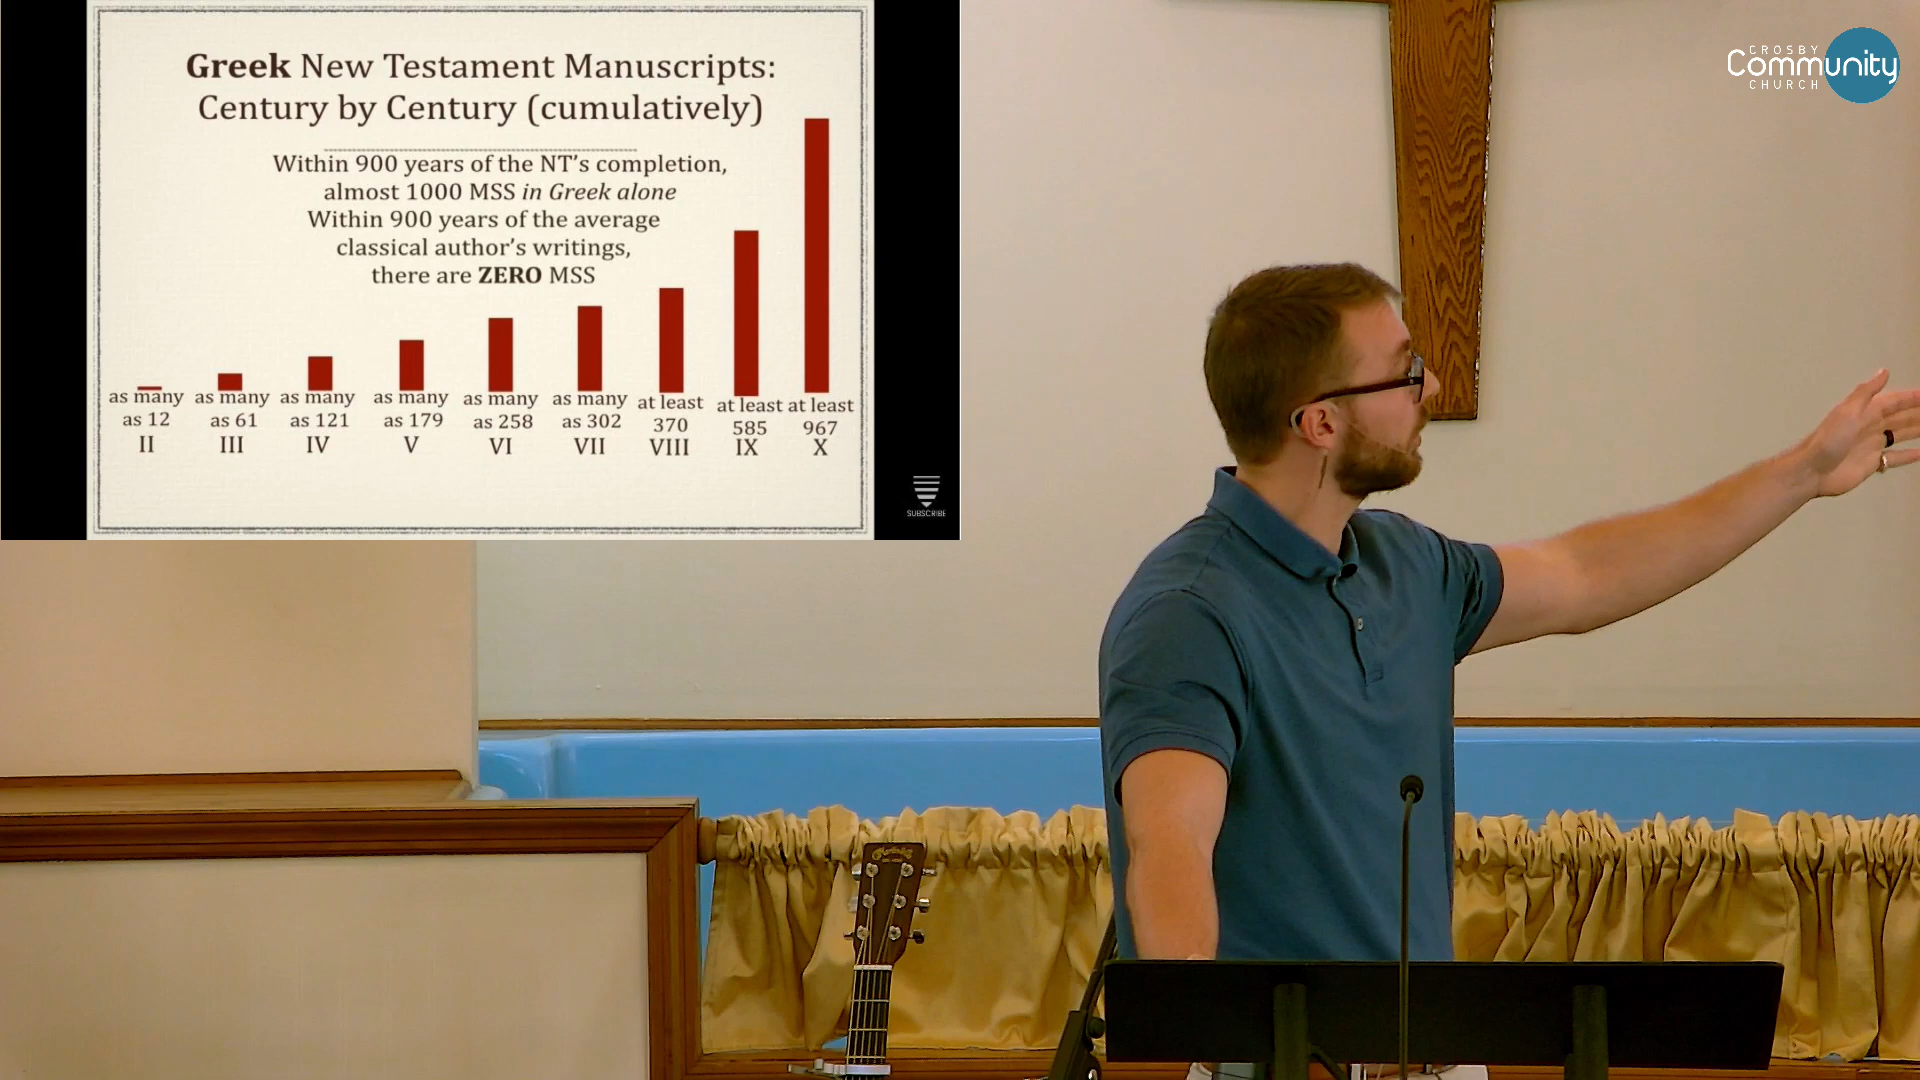 Greek New Testament Manuscripts:
Century by Century (cumulatively)
Within 900 years of the NT's completion,
almost 1000 MSS in Greek alone
Within 900 years of the average
classical author's writings,
there are ZERO MSS
as many as 12
II
as many as 61
III
as many as 121
IV
as many as 179
V
as many as 258
VI
as many as 302
VII
at least 370
VIII
at least 585
IX
at least 967
X
SUBSCRIBE
CROSBY
Community
CHURCH